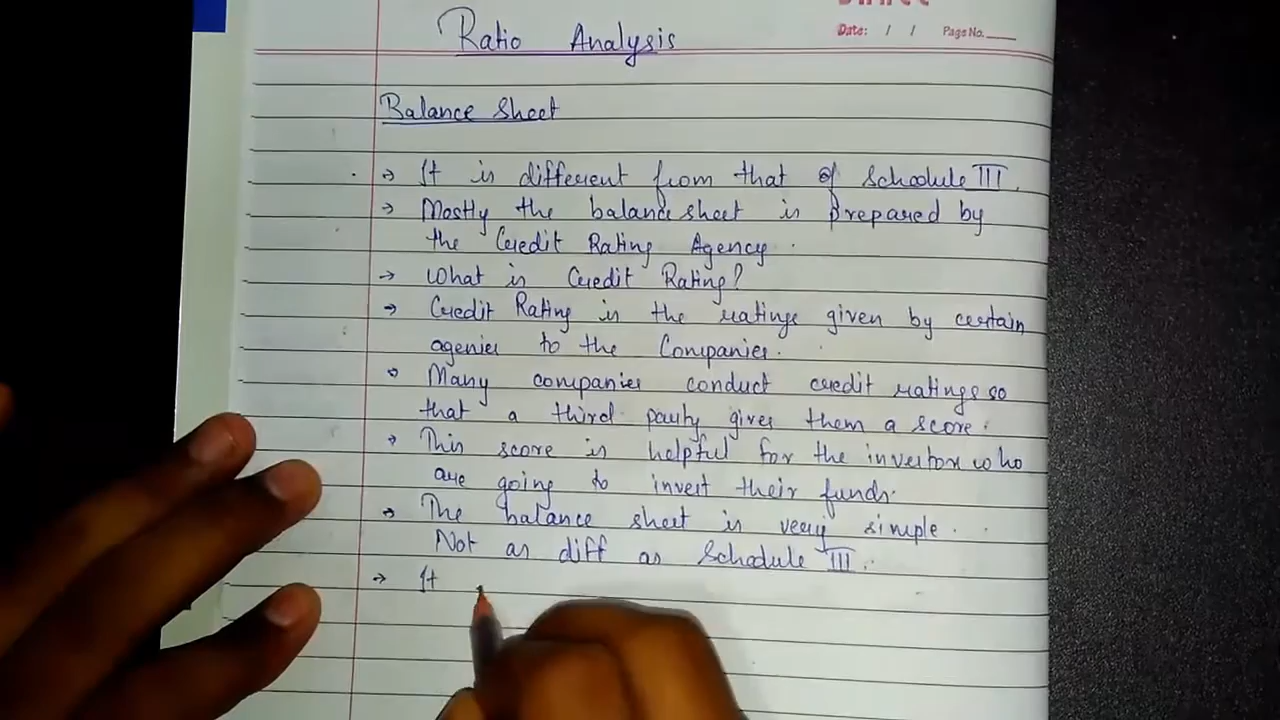 Date: / / Page No.
Ratio Analysis
Balance Sheet
→ It is different from that of Schedule III.
→ Mostly the balance sheet is prepared by
the Credit Rating Agency.
→ What is Credit Rating?
→ Credit Rating is the ratings given by certain
agenies to the Companies.
→ Many companies conduct credit ratings so
that a third party gives them a score.
→ This score is helpful for the investor who
are going to invest their funds.
→ The balance sheet is very simple.
Not as diff as Schedule III.
→ It